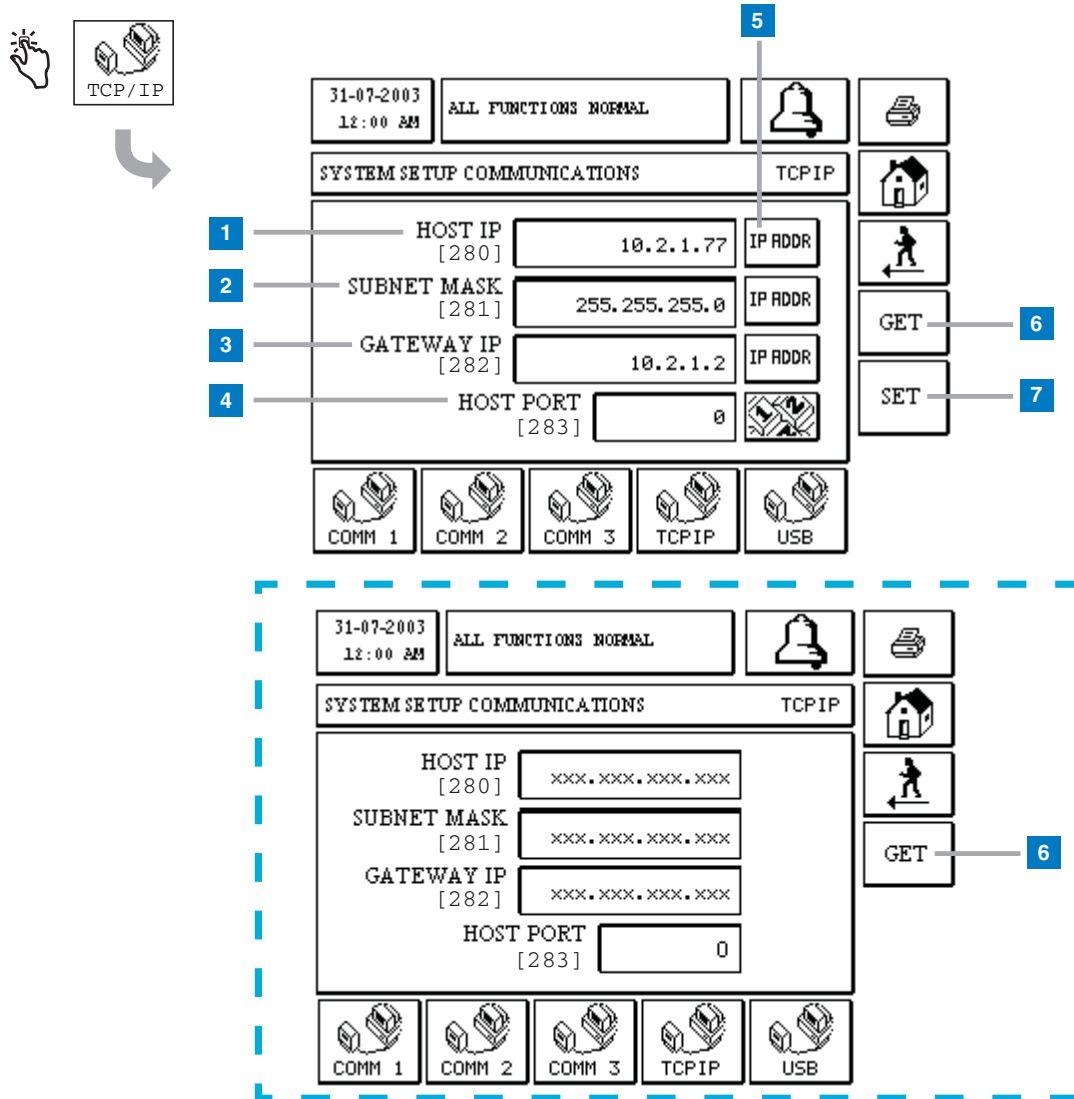 TCP/IP
5
31-07-2003
12:00 AM
ALL FUNCTIONS NORMAL
SYSTEM SETUP COMMUNICATIONS TCPIP
1 HOST IP [280] 10.2.1.77 IP ADDR
2 SUBNET MASK [281] 255.255.255.0 IP ADDR
GET 6
3 GATEWAY IP [282] 10.2.1.2 IP ADDR
4 HOST PORT [283] 0 1 2
SET 7
COMM 1 COMM 2 COMM 3 TCPIP USB
31-07-2003
12:00 AM
ALL FUNCTIONS NORMAL
SYSTEM SETUP COMMUNICATIONS TCPIP
HOST IP [280] xxx.xxx.xxx.xxx
SUBNET MASK [281] xxx.xxx.xxx.xxx
GET 6
GATEWAY IP [282] xxx.xxx.xxx.xxx
HOST PORT [283] 0
COMM 1 COMM 2 COMM 3 TCPIP USB